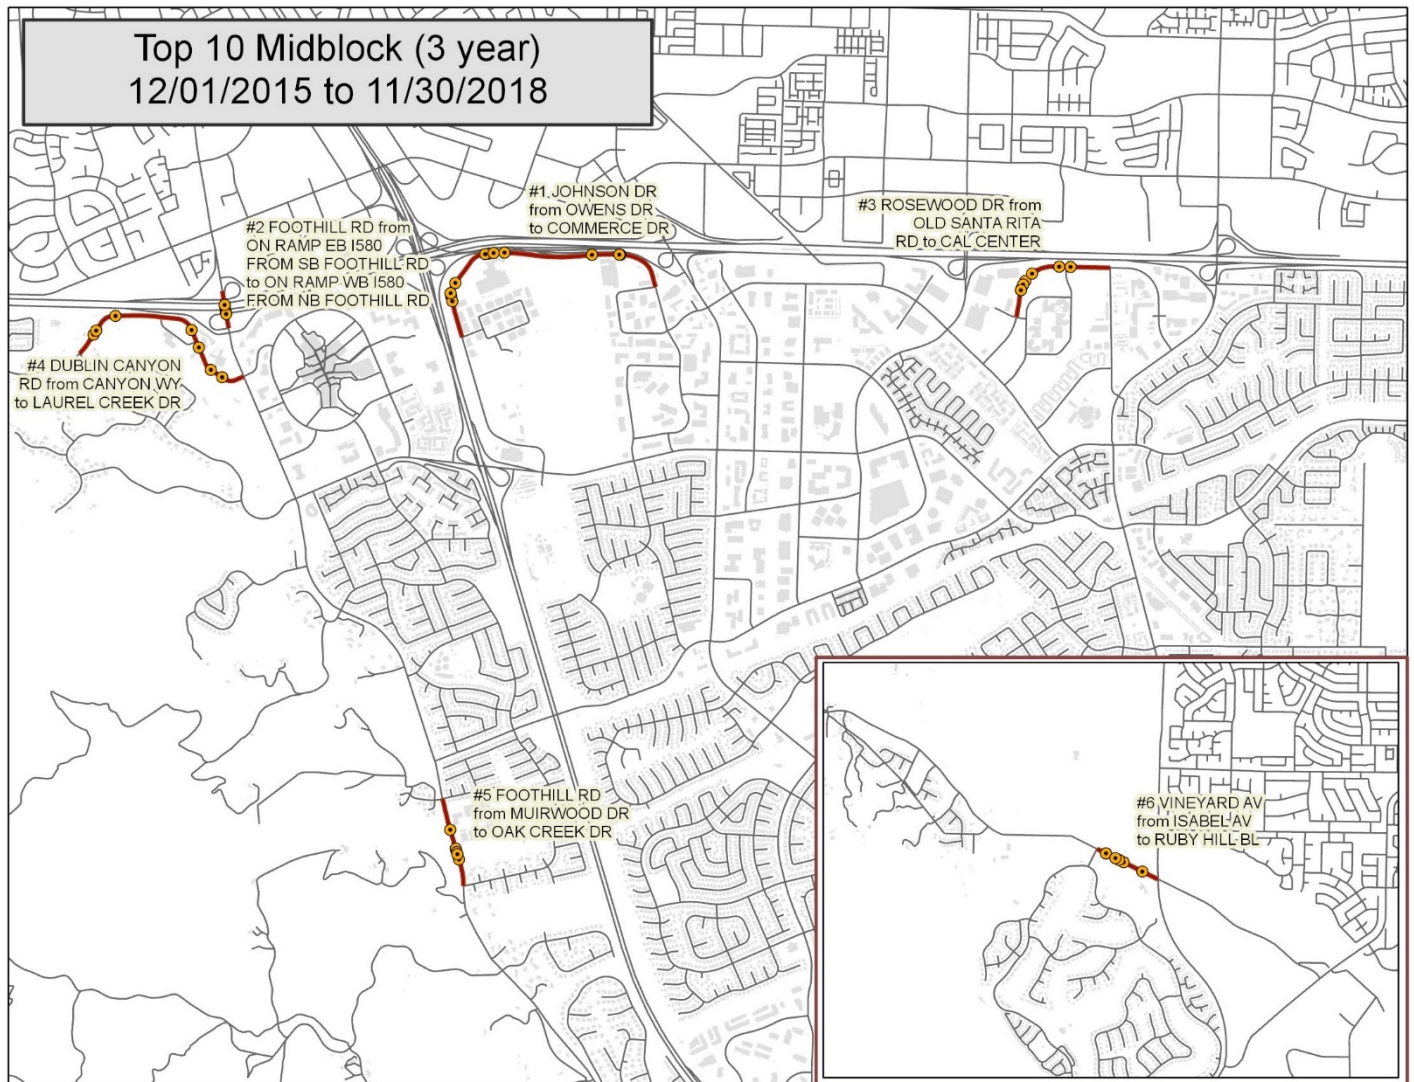 Top 10 Midblock (3 year)
12/01/2015 to 11/30/2018
#1 JOHNSON DR
from OWENS DR
to COMMERCE DR
#2 FOOTHILL RD from
ON RAMP EB I580
FROM SB FOOTHILL RD
to ON RAMP WB I580
FROM NB FOOTHILL RD
#3 ROSEWOOD DR from
OLD SANTA RITA
RD to CAL CENTER
#4 DUBLIN CANYON
RD from CANYON WY
to LAUREL CREEK DR
#5 FOOTHILL RD
from MUIRWOOD DR
to OAK CREEK DR
#6 VINEYARD AV
from ISABEL AV
to RUBY HILL BL